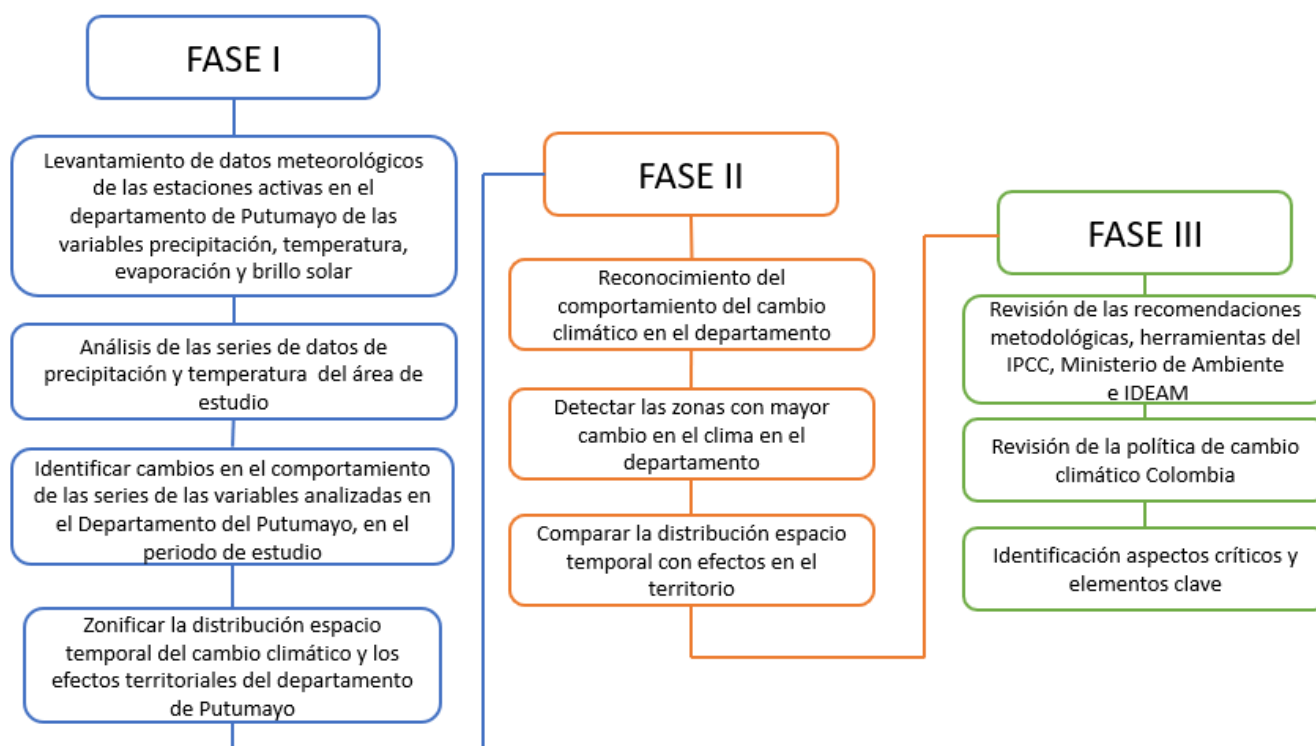 FASE I
Levantamiento de datos meteorológicos
de las estaciones activas en el
departamento de Putumayo de las
variables precipitación, temperatura,
evaporación y brillo solar
Análisis de las series de datos de
precipitación y temperatura del área de
estudio
Identificar cambios en el comportamiento
de las series de las variables analizadas en
el Departamento del Putumayo, en el
periodo de estudio
Zonificar la distribución espacio
temporal del cambio climático y los
efectos territoriales del departamento
de Putumayo
FASE II
Reconocimiento del
comportamiento del cambio
climático en el departamento
Detectar las zonas con mayor
cambio en el clima en el
departamento
Comparar la distribución espacio
temporal con efectos en el
territorio
FASE III
Revisión de las recomendaciones
metodológicas, herramientas del
IPCC, Ministerio de Ambiente
e IDEAM
Revisión de la política de cambio
climático Colombia
Identificación aspectos críticos y
elementos clave